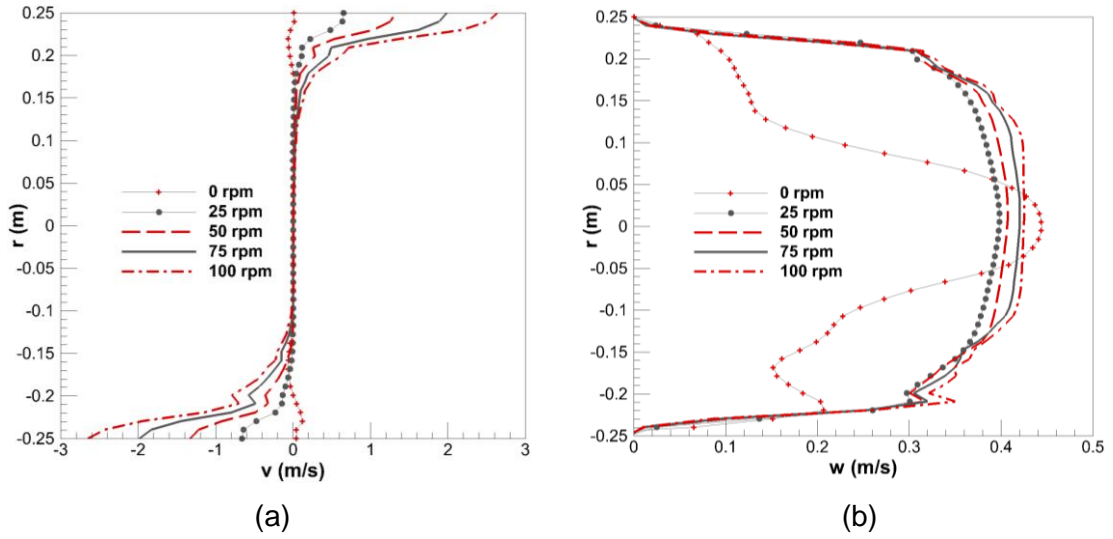 0.25
0.2
0.15
0.1
0.05
0
-0.05
-0.1
-0.15
-0.2
-0.25
r (m)
0 rpm
25 rpm
50 rpm
75 rpm
100 rpm
-3 -2 -1 0 1 2 3
v (m/s)
(a)
0.25
0.2
0.15
0.1
0.05
0
-0.05
-0.1
-0.15
-0.2
-0.25
r (m)
0 rpm
25 rpm
50 rpm
75 rpm
100 rpm
0 0.1 0.2 0.3 0.4 0.5
w (m/s)
(b)